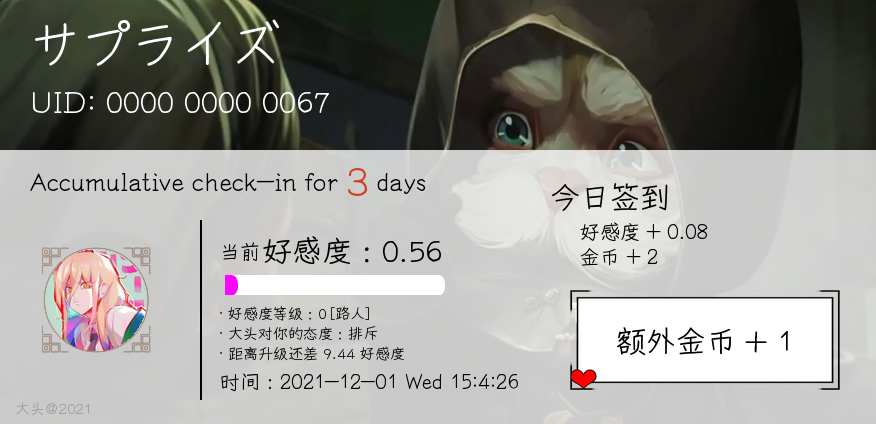 サプライズ
UID: 0000 0000 0067
Accumulative check-in for 3 days
今日签到
好感度 + 0.08
金币 + 2
当前好感度 : 0.56
· 好感度等级 : 0 [路人]
· 大头对你的态度 : 排斥
· 距离升级还差 9.44 好感度
时间 : 2021-12-01 Wed 15:4:26
额外金币 + 1
大头@2021